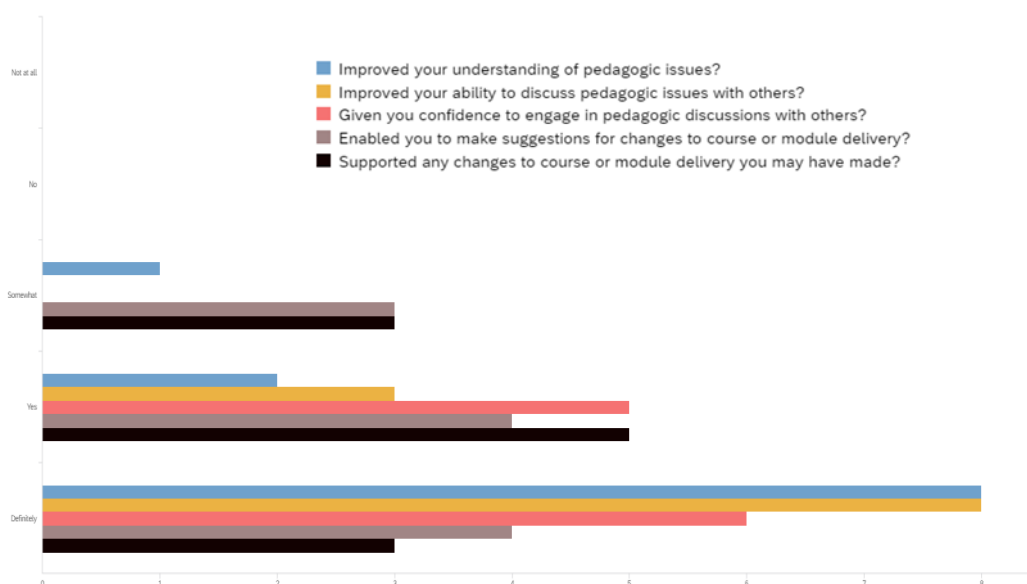 Not at all
Improved your understanding of pedagogic issues?
Improved your ability to discuss pedagogic issues with others?
Given you confidence to engage in pedagogic discussions with others?
Enabled you to make suggestions for changes to course or module delivery?
Supported any changes to course or module delivery you may have made?
No
Somewhat
Yes
Definitely
0 1 2 3 4 5 6 7 8